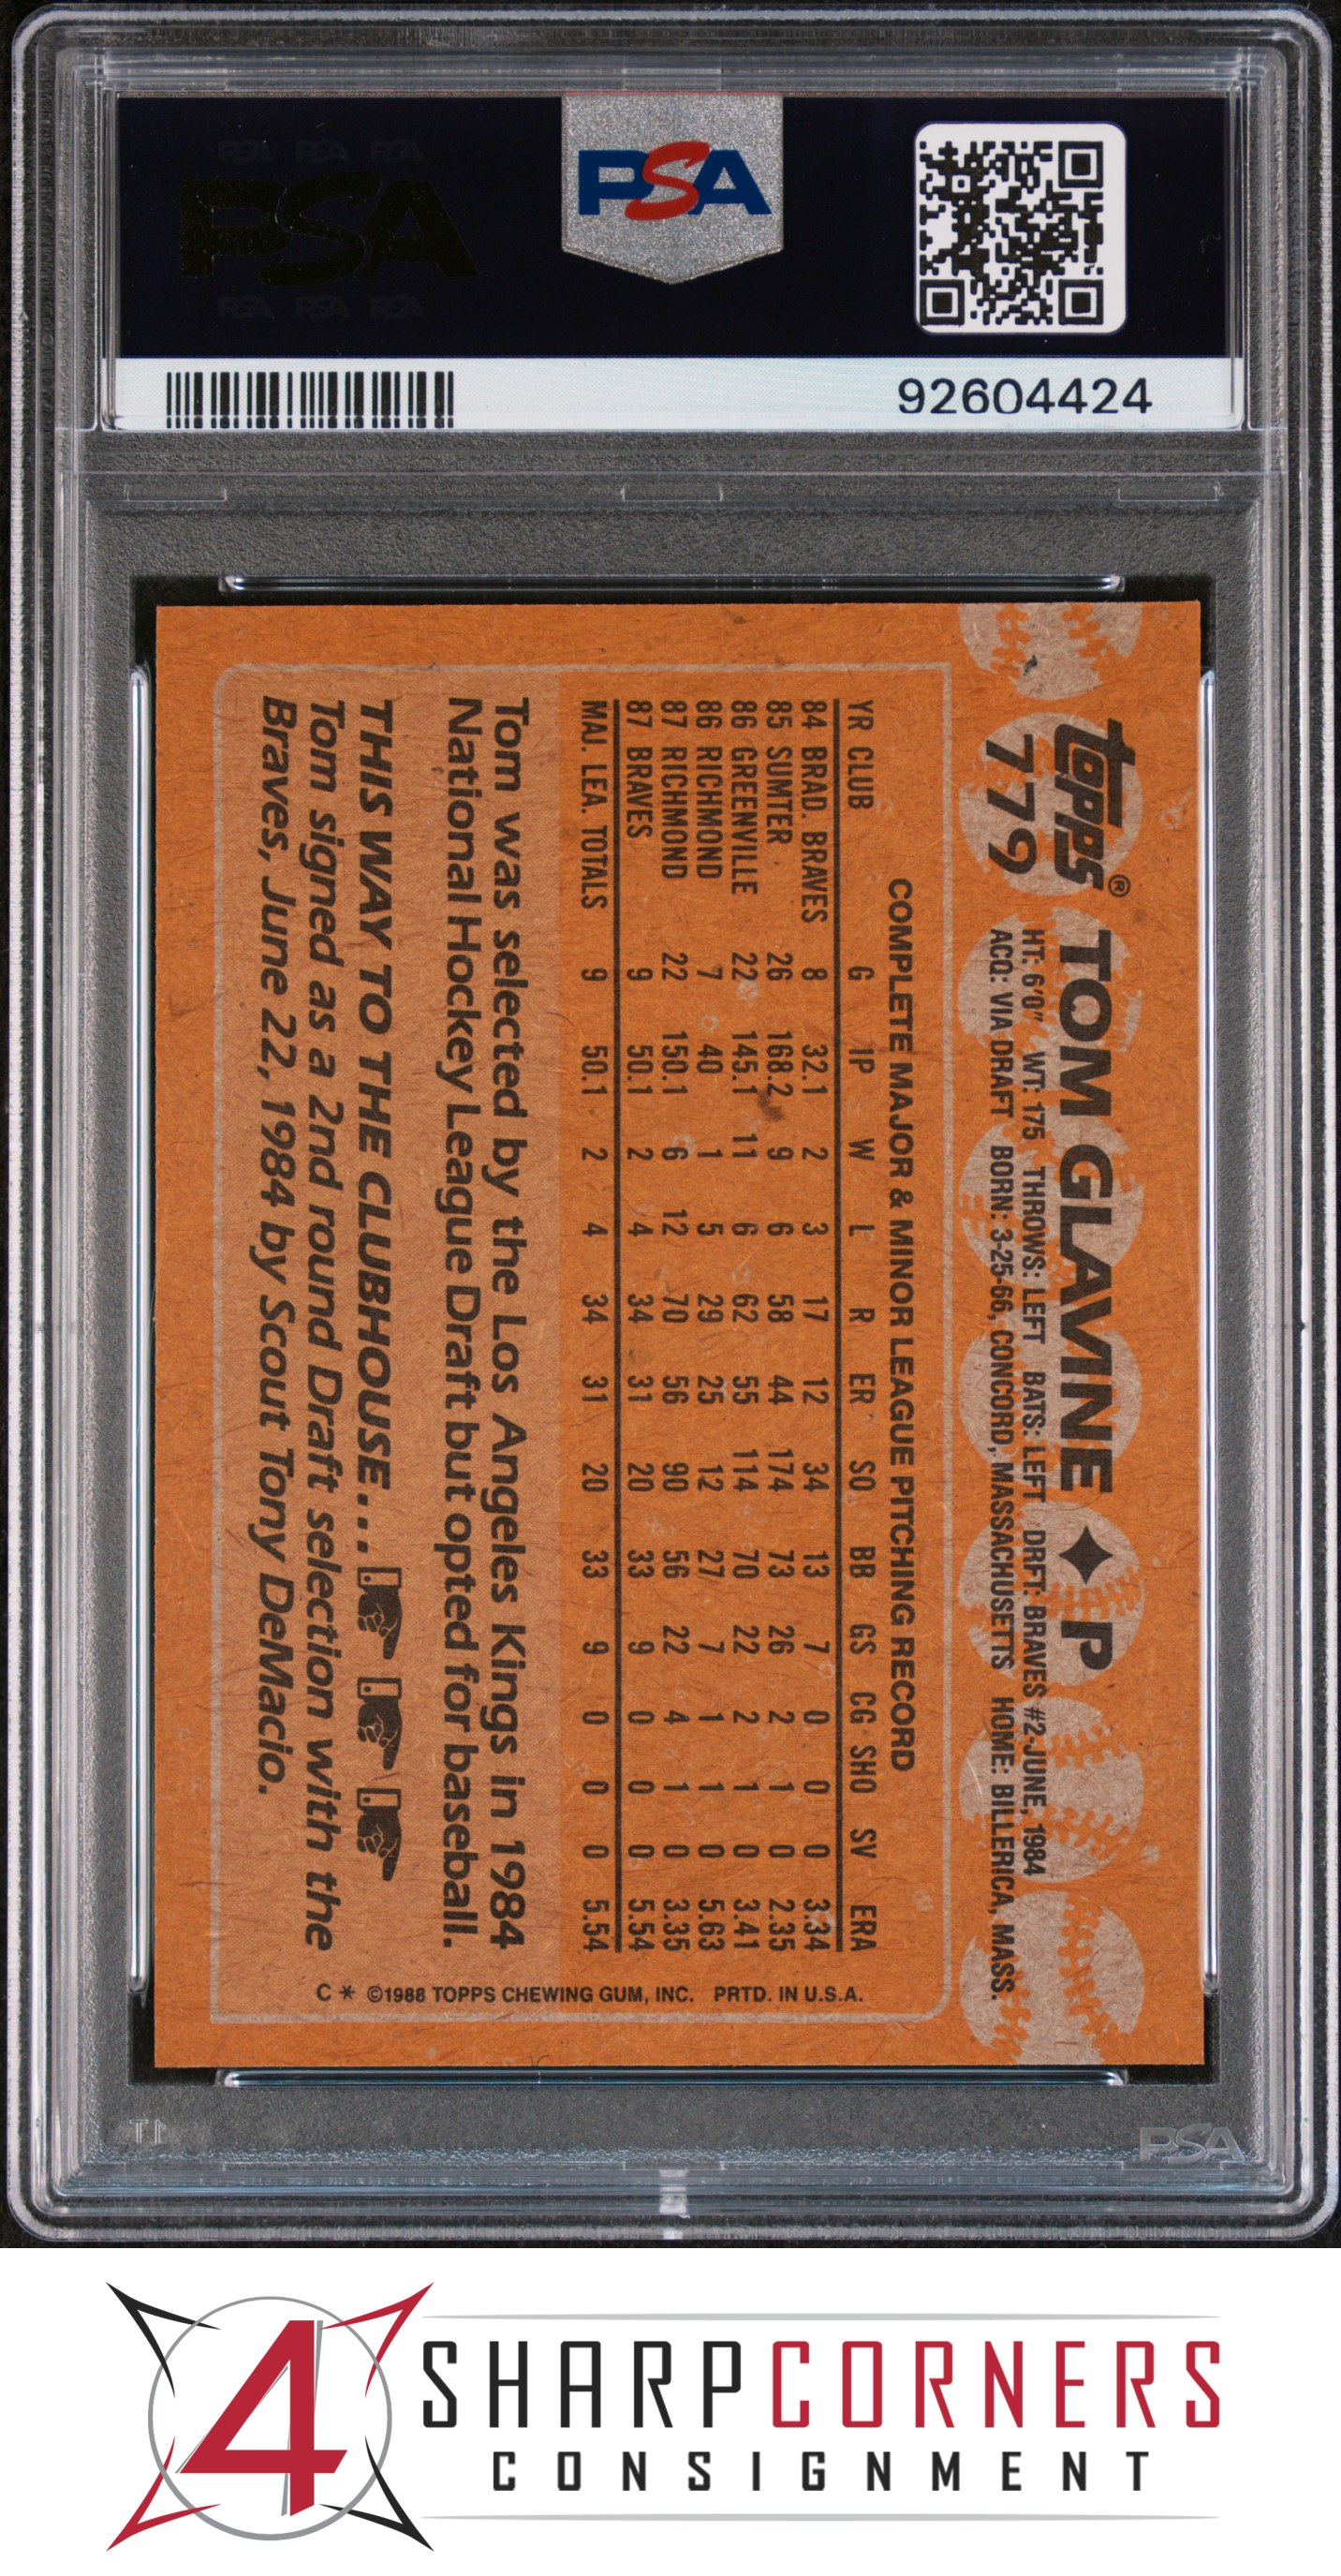 PSA PSA PSA
PSA
PSA PSA PSA
PSA
92604424
topps®
779
TOM GLAVINE ✦ P
HT: 6'0" WT: 175 THROWS: LEFT BATS: LEFT DRFT: BRAVES #2-JUNE, 1984
ACQ: VIA DRAFT BORN: 3-25-66, CONCORD, MASSACHUSETTS HOME: BILLERICA, MASS.
COMPLETE MAJOR & MINOR LEAGUE PITCHING RECORD
YR CLUB G IP W L R ER SO BB GS CG SHO SV ERA
84 BRAD. BRAVES 8 32.1 2 3 17 12 34 13 7 0 0 0 3.34
85 SUMTER 26 168.2 9 6 58 44 174 73 26 2 1 0 2.35
86 GREENVILLE 22 145.1 11 6 62 55 114 70 22 2 1 0 3.41
86 RICHMOND 7 40 1 5 29 25 12 27 7 1 1 0 5.63
87 RICHMOND 22 150.1 6 12 70 56 90 56 22 4 1 0 3.35
87 BRAVES 9 50.1 2 4 34 31 20 33 9 0 0 0 5.54
MAJ. LEA. TOTALS 9 50.1 2 4 34 31 20 33 9 0 0 0 5.54
Tom was selected by the Los Angeles Kings in 1984
National Hockey League Draft but opted for baseball.
THIS WAY TO THE CLUBHOUSE...
Tom signed as a 2nd round Draft selection with the
Braves, June 22, 1984 by Scout Tony DeMacio.
C * ©1988 TOPPS CHEWING GUM, INC. PRTD. IN U.S.A.
PSA
4 SHARPCORNERS
CONSIGNMENT